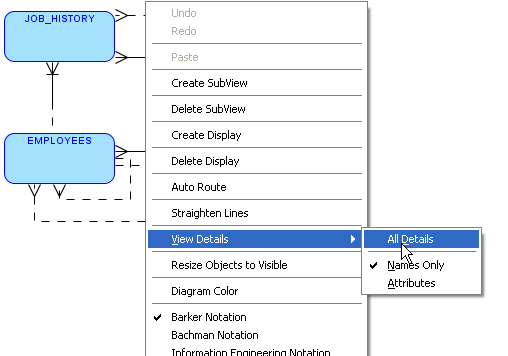 JOB_HISTORY
EMPLOYEES
Undo
Redo
Paste
Create SubView
Delete SubView
Create Display
Delete Display
Auto Route
Straighten Lines
View Details
All Details
Names Only
Attributes
Resize Objects to Visible
Diagram Color
Barker Notation
Bachman Notation
Information Engineering Notation